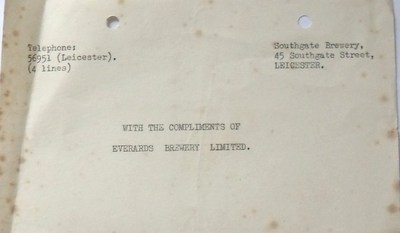 Telephone:
56951 (Leicester).
(4 lines)
Southgate Brewery,
45 Southgate Street,
LEICESTER.
WITH THE COMPLIMENTS OF
EVERARDS BREWERY LIMITED.